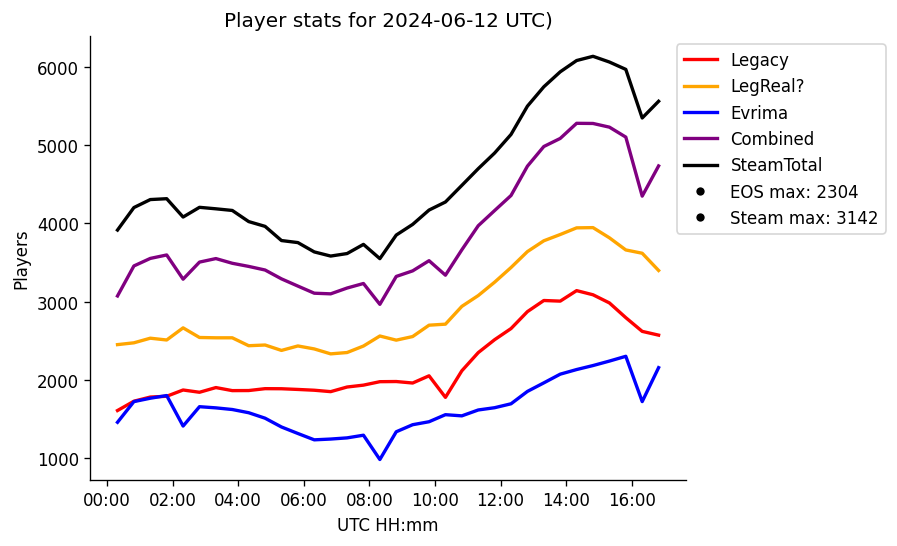 Player stats for 2024-06-12 UTC)
Legacy
LegReal?
Evrima
Combined
SteamTotal
EOS max: 2304
Steam max: 3142
Players
6000
5000
4000
3000
2000
1000
00:00 02:00 04:00 06:00 08:00 10:00 12:00 14:00 16:00
UTC HH:mm